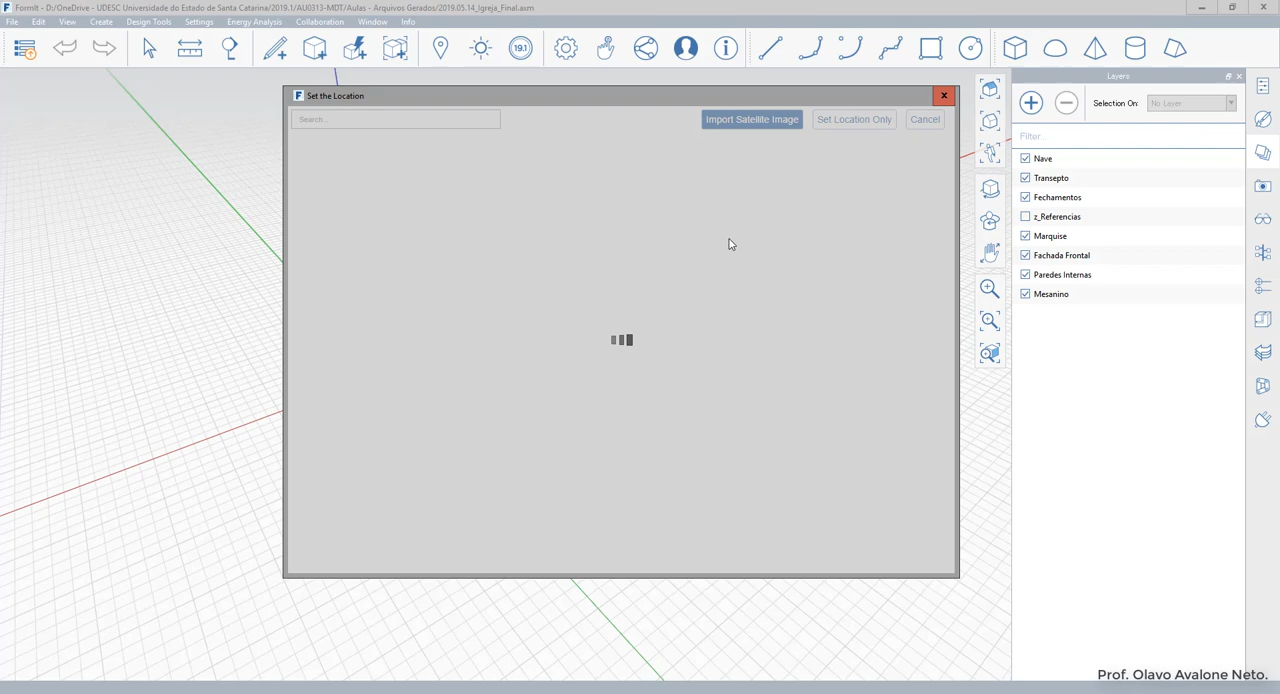 FormIt - D:/OneDrive - UDESC Universidade do Estado de Santa Catarina/2019.1/AU0313-MDT/Aulas - Arquivos Gerados/2019.05.14_Igreja_Final.axm
File Edit View Create Design Tools Settings Energy Analysis Collaboration Window Info
19.1
Set the Location
Search...
Import Satellite Image
Set Location Only
Cancel
Layers
Selection On:
No Layer
Filter...
Nave
Transepto
Fechamentos
z_Referencias
Marquise
Fachada Frontal
Paredes Internas
Mesanino
Prof. Olavo Avalone Neto.